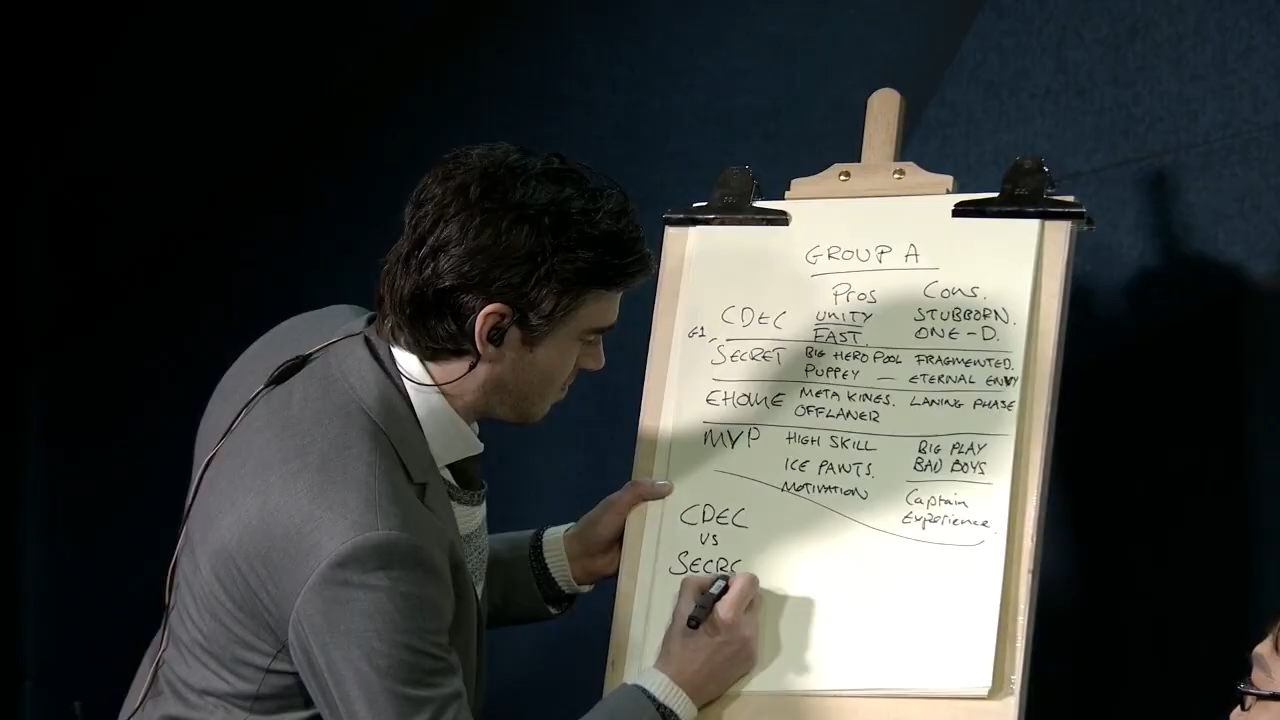 GROUP A
Pros Cons.
CDEC UNITY STUBBORN.
G1, FAST. ONE-D.
SECRET BIG HERO POOL FRAGMENTED.
PUPPEY — ETERNAL ENVY
EHOME META KINGS. LANING PHASE
OFFLANER
MVP HIGH SKILL BIG PLAY
ICE PANTS. BAD BOYS
MOTIVATION Captain
Experience.
CDEC
VS
SECRE